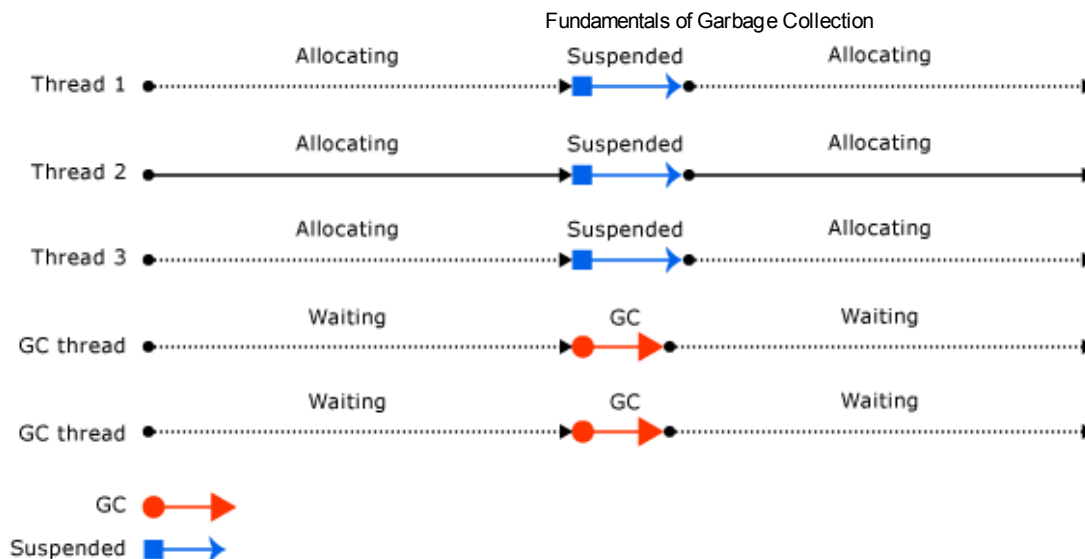 Fundamentals of Garbage Collection
Allocating Suspended Allocating
Thread 1
Allocating Suspended Allocating
Thread 2
Allocating Suspended Allocating
Thread 3
Waiting GC Waiting
GC thread
Waiting GC Waiting
GC thread
GC
Suspended